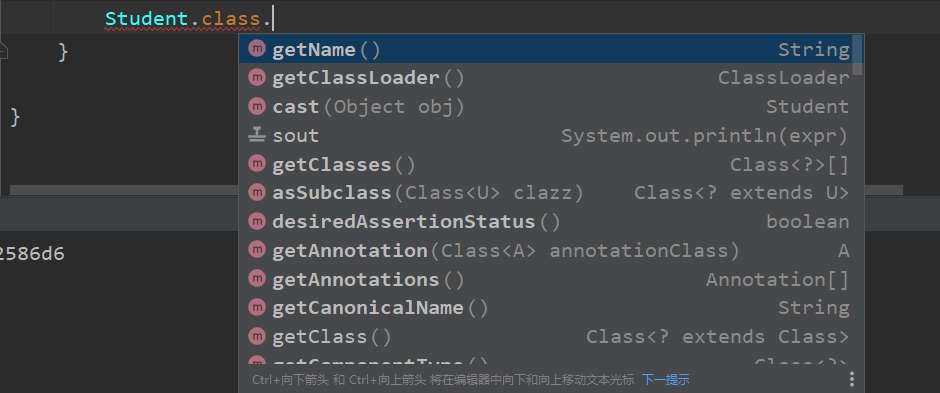 Student.class.
}
}
2586d6
m getName() String
m getClassLoader() ClassLoader
m cast(Object obj) Student
sout System.out.println(expr)
m getClasses() Class<?>[]
m asSubclass(Class<U> clazz) Class<? extends U>
m desiredAssertionStatus() boolean
m getAnnotation(Class<A> annotationClass) A
m getAnnotations() Annotation[]
m getCanonicalName() String
m getClass() Class<? extends Class>
m getComponentType() Class<?>
Ctrl+向下箭头 和 Ctrl+向上箭头 将在编辑器中向下和向上移动文本光标 下一提示